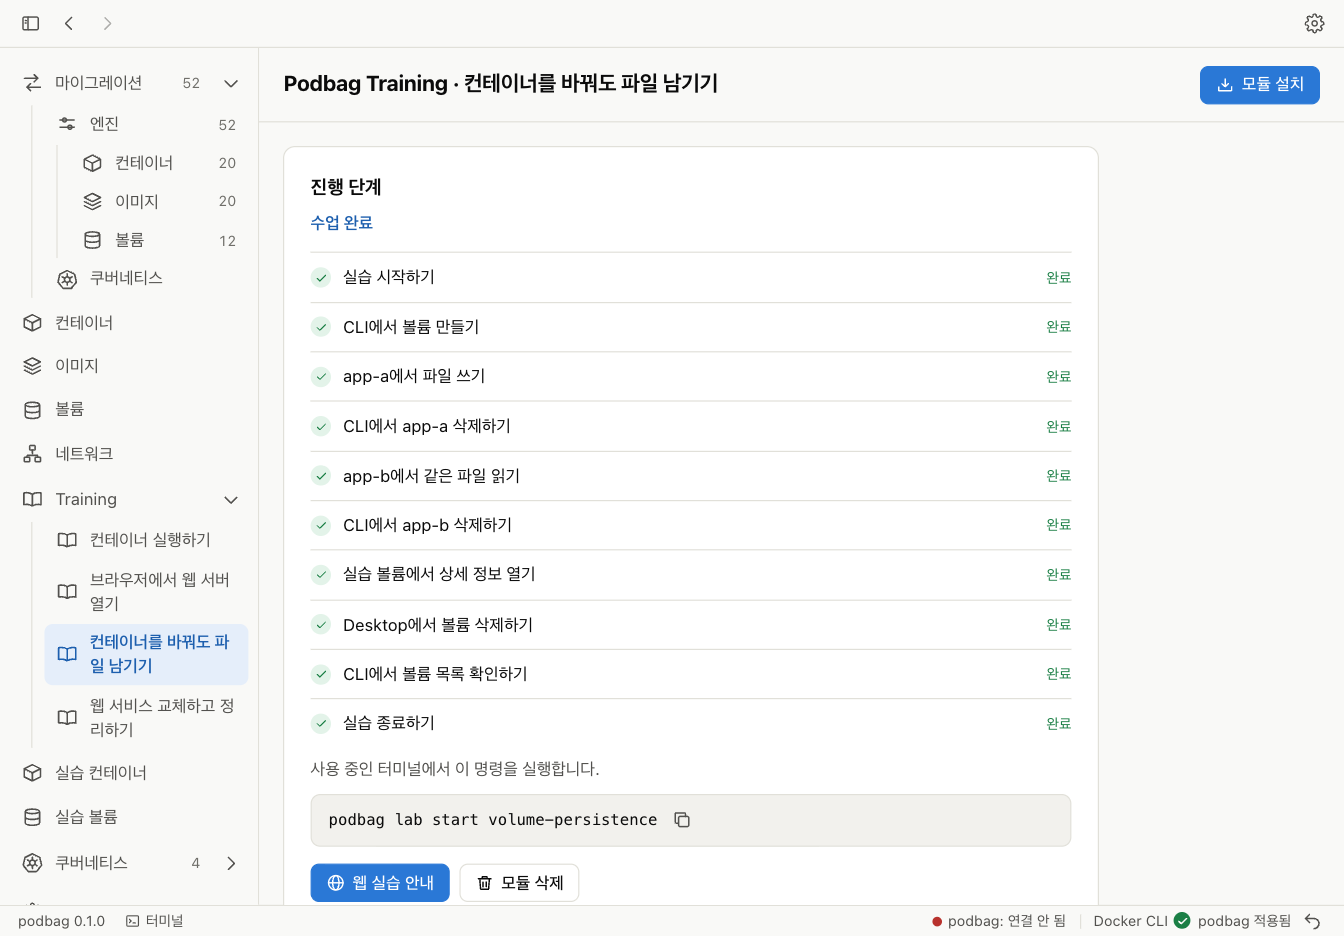 마이그레이션 52
엔진 52
컨테이너 20
이미지 20
볼륨 12
쿠버네티스
컨테이너
이미지
볼륨
네트워크
Training
컨테이너 실행하기
브라우저에서 웹 서버
열기
컨테이너를 바꿔도 파
일 남기기
웹 서비스 교체하고 정
리하기
실습 컨테이너
실습 볼륨
쿠버네티스 4
Podbag Training · 컨테이너를 바꿔도 파일 남기기
모듈 설치
진행 단계
수업 완료
실습 시작하기 완료
CLI에서 볼륨 만들기 완료
app-a에서 파일 쓰기 완료
CLI에서 app-a 삭제하기 완료
app-b에서 같은 파일 읽기 완료
CLI에서 app-b 삭제하기 완료
실습 볼륨에서 상세 정보 열기 완료
Desktop에서 볼륨 삭제하기 완료
CLI에서 볼륨 목록 확인하기 완료
실습 종료하기 완료
사용 중인 터미널에서 이 명령을 실행합니다.
podbag lab start volume-persistence
웹 실습 안내 모듈 삭제
podbag 0.1.0 터미널 podbag: 연결 안 됨 Docker CLI podbag 적용됨